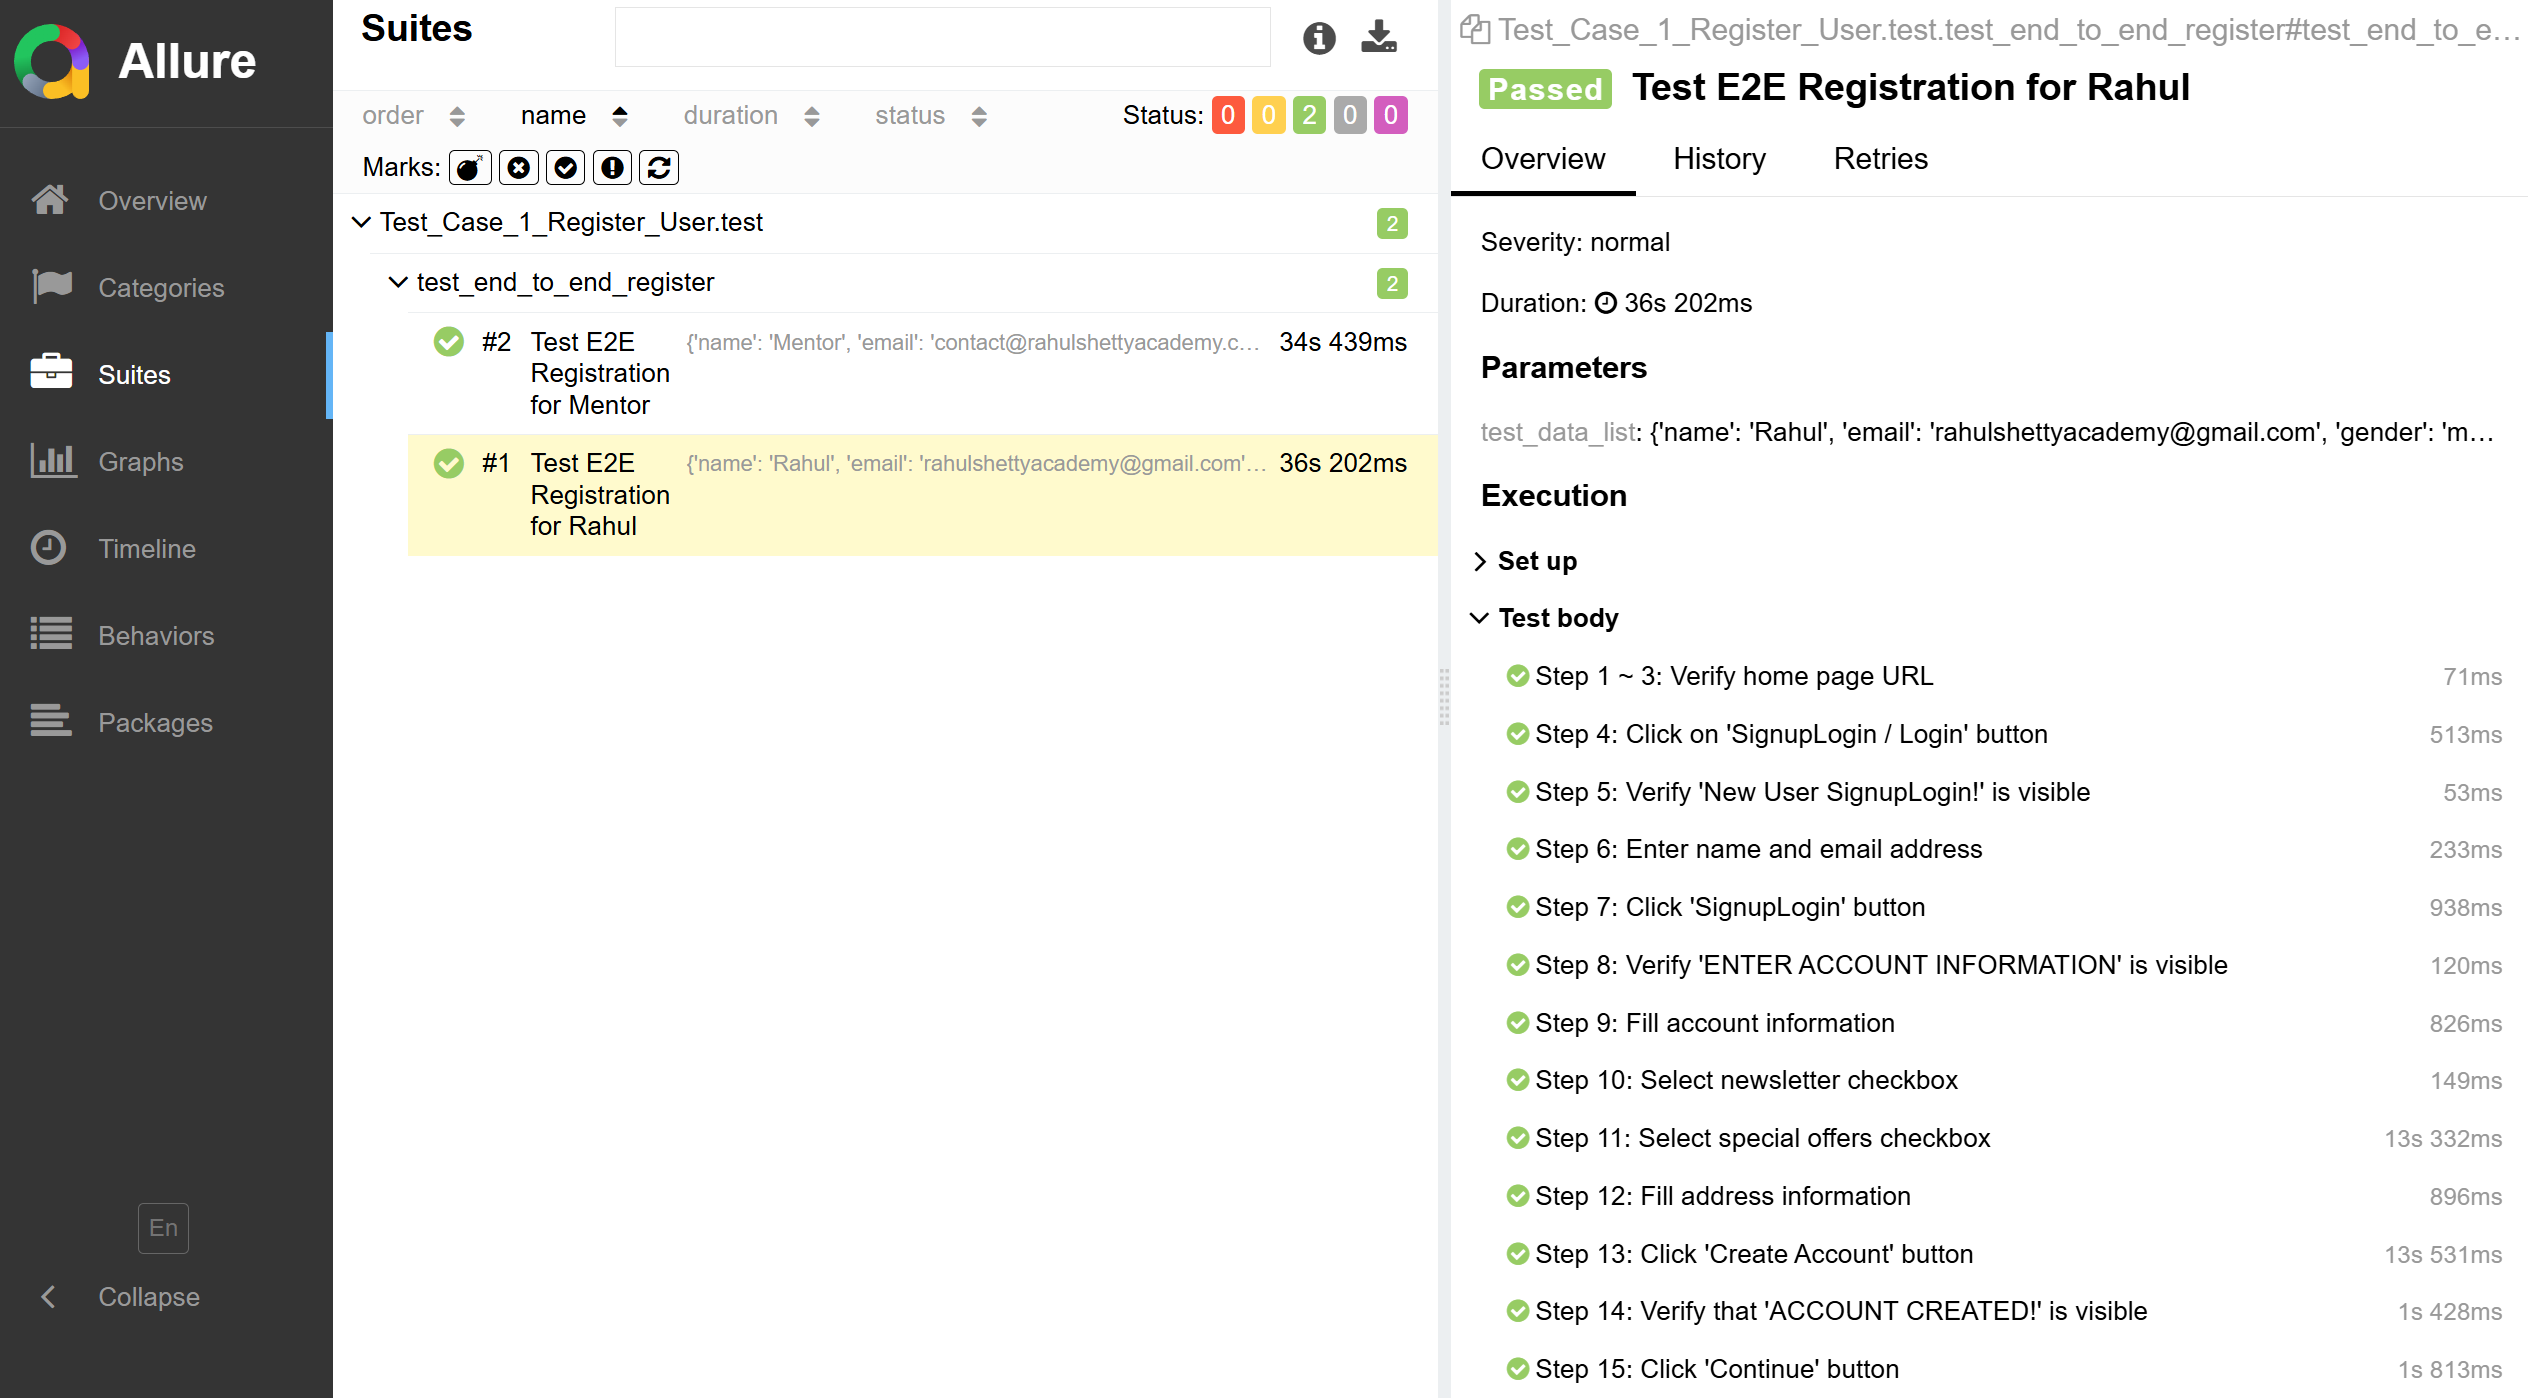 Allure
Overview
Categories
Suites
Graphs
Timeline
Behaviors
Packages
En
Collapse
Suites
order name duration status Status: 0 0 2 0 0
Marks:
Test_Case_1_Register_User.test 2
test_end_to_end_register 2
#2 Test E2E Registration for Mentor {'name': 'Mentor', 'email': 'contact@rahulshettyacademy.c… 34s 439ms
#1 Test E2E Registration for Rahul {'name': 'Rahul', 'email': 'rahulshettyacademy@gmail.com'… 36s 202ms
Test_Case_1_Register_User.test.test_end_to_end_register#test_end_to_e…
Passed Test E2E Registration for Rahul
Overview History Retries
Severity: normal
Duration: 36s 202ms
Parameters
test_data_list: {'name': 'Rahul', 'email': 'rahulshettyacademy@gmail.com', 'gender': 'm…
Execution
Set up
Test body
Step 1 ~ 3: Verify home page URL 71ms
Step 4: Click on 'SignupLogin / Login' button 513ms
Step 5: Verify 'New User SignupLogin!' is visible 53ms
Step 6: Enter name and email address 233ms
Step 7: Click 'SignupLogin' button 938ms
Step 8: Verify 'ENTER ACCOUNT INFORMATION' is visible 120ms
Step 9: Fill account information 826ms
Step 10: Select newsletter checkbox 149ms
Step 11: Select special offers checkbox 13s 332ms
Step 12: Fill address information 896ms
Step 13: Click 'Create Account' button 13s 531ms
Step 14: Verify that 'ACCOUNT CREATED!' is visible 1s 428ms
Step 15: Click 'Continue' button 1s 813ms